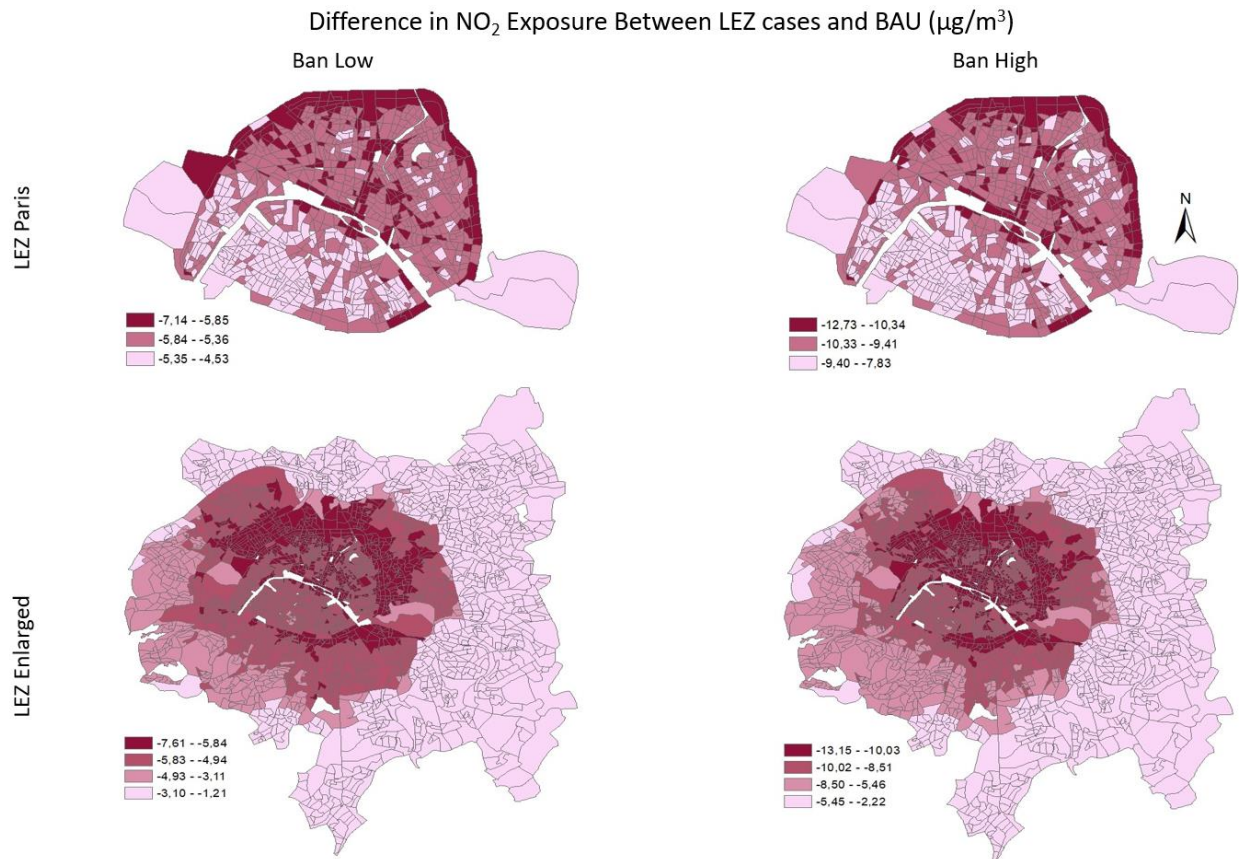 Difference in NO₂ Exposure Between LEZ cases and BAU (µg/m³)
Ban Low
Ban High
LEZ Paris
N
-7,14 - -5,85
-5,84 - -5,36
-5,35 - -4,53
-12,73 - -10,34
-10,33 - -9,41
-9,40 - -7,83
LEZ Enlarged
-7,61 - -5,84
-5,83 - -4,94
-4,93 - -3,11
-3,10 - -1,21
-13,15 - -10,03
-10,02 - -8,51
-8,50 - -5,46
-5,45 - -2,22